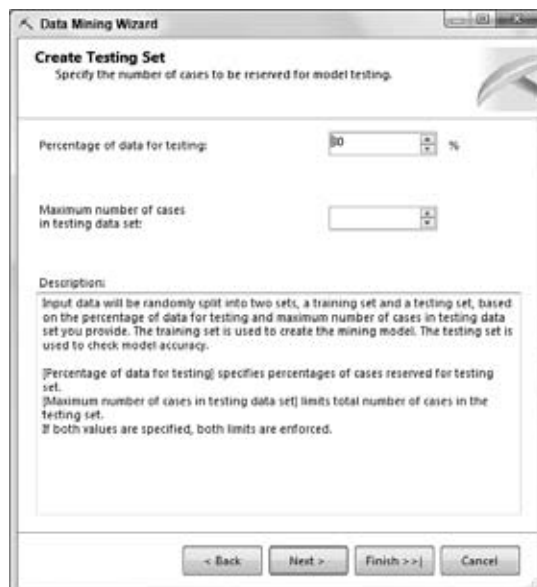 Data Mining Wizard
Create Testing Set
Specify the number of cases to be reserved for model testing.
Percentage of data for testing:
%
Maximum number of cases
in testing data set:
Description:
Input data will be randomly split into two sets, a training set and a testing set, based
on the percentage of data for testing and maximum number of cases in testing data
set you provide. The training set is used to create the mining model. The testing set is
used to check model accuracy.
[Percentage of data for testing] specifies percentages of cases reserved for testing
set.
[Maximum number of cases in testing data set] limits total number of cases in the
testing set.
If both values are specified, both limits are enforced.
< Back
Next >
Finish >>|
Cancel